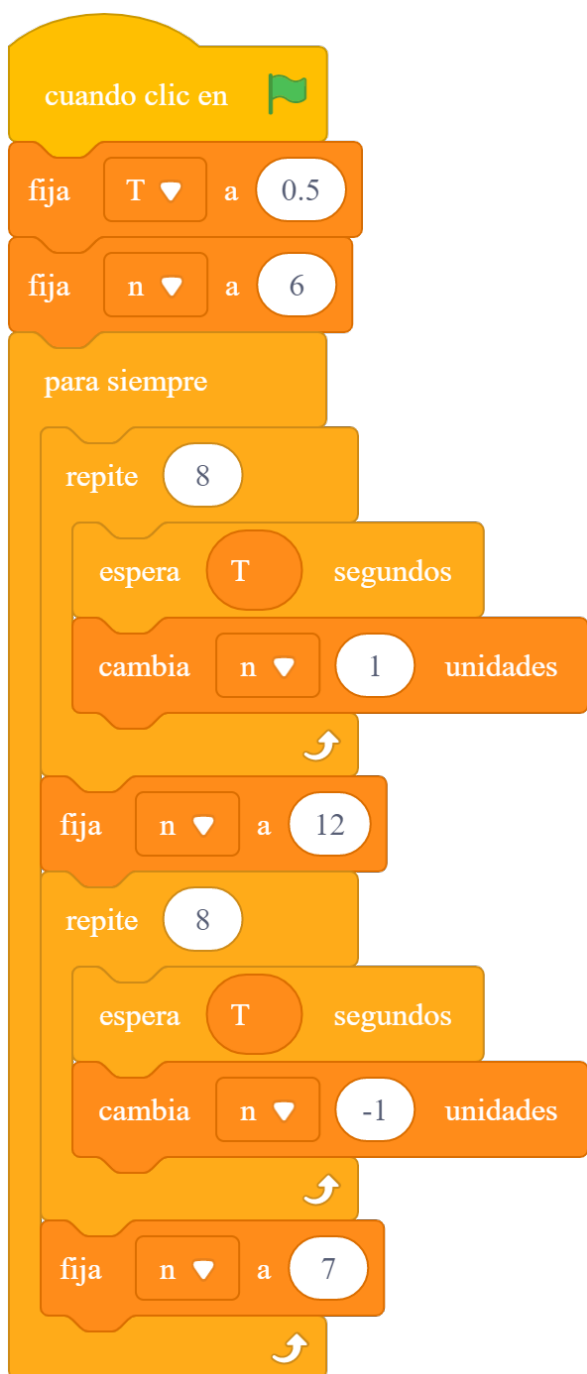 cuando clic en
fija T a 0.5
fija n a 6
para siempre
repite 8
espera T segundos
cambia n 1 unidades
fija n a 12
repite 8
espera T segundos
cambia n -1 unidades
fija n a 7